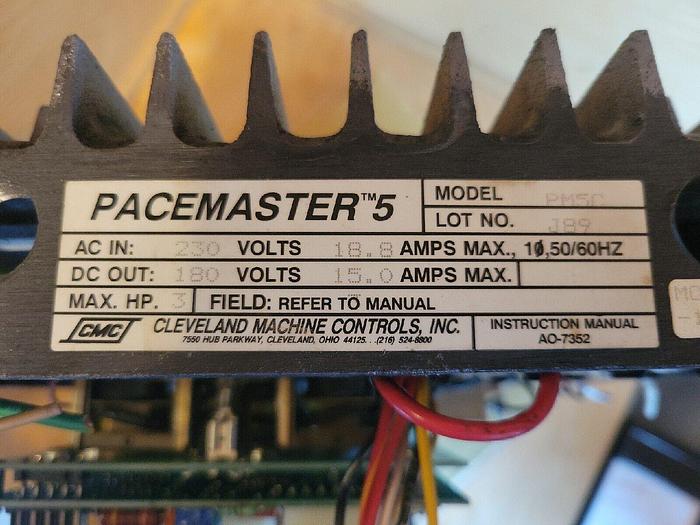 PACEMASTER™5
MODEL PM5C
LOT NO. J89
AC IN: 230 VOLTS 18.8 AMPS MAX., 1Ø,50/60HZ
DC OUT: 180 VOLTS 15.0 AMPS MAX.
MAX. HP. 3 FIELD: REFER TO MANUAL
CMC CLEVELAND MACHINE CONTROLS, INC.
7550 HUB PARKWAY, CLEVELAND, OHIO 44125. . .(216) 524-8800
INSTRUCTION MANUAL
AO-7352